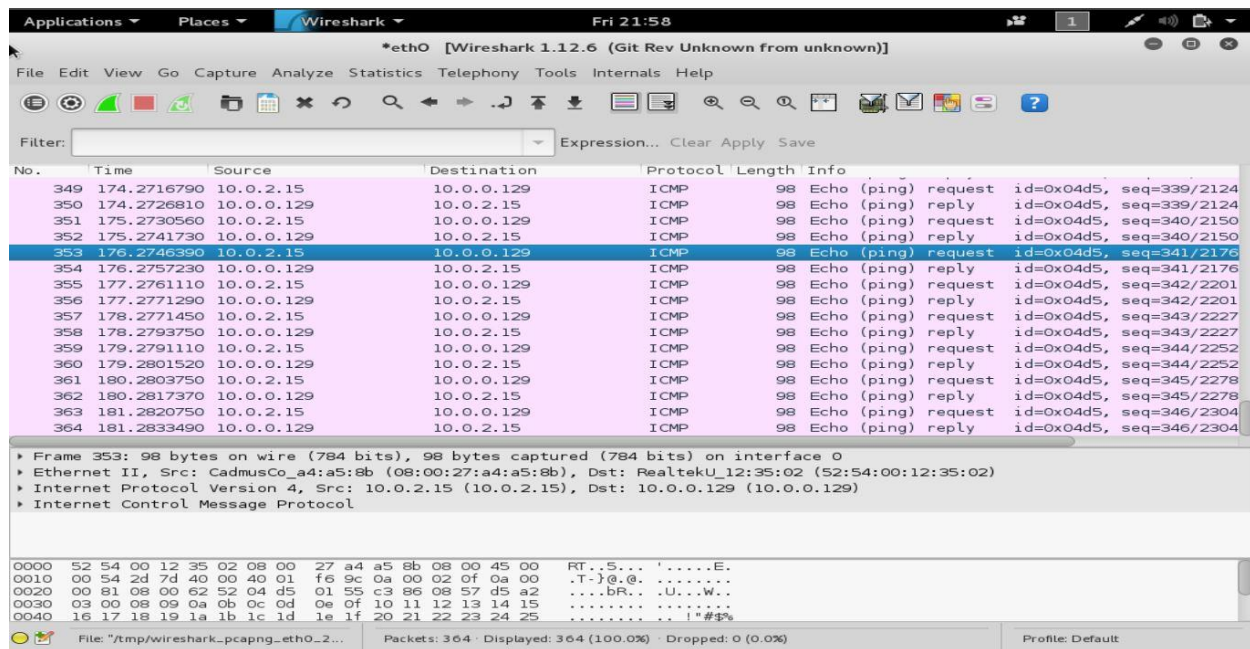 Applications Places Wireshark Fri 21:58 1
*eth0 [Wireshark 1.12.6 (Git Rev Unknown from unknown)]
File Edit View Go Capture Analyze Statistics Telephony Tools Internals Help
Filter: Expression... Clear Apply Save
No. Time Source Destination Protocol Length Info
349 174.2716790 10.0.2.15 10.0.0.129 ICMP 98 Echo (ping) request id=0x04d5, seq=339/2124
350 174.2726810 10.0.0.129 10.0.2.15 ICMP 98 Echo (ping) reply id=0x04d5, seq=339/2124
351 175.2730560 10.0.2.15 10.0.0.129 ICMP 98 Echo (ping) request id=0x04d5, seq=340/2150
352 175.2741730 10.0.0.129 10.0.2.15 ICMP 98 Echo (ping) reply id=0x04d5, seq=340/2150
353 176.2746390 10.0.2.15 10.0.0.129 ICMP 98 Echo (ping) request id=0x04d5, seq=341/2176
354 176.2757230 10.0.0.129 10.0.2.15 ICMP 98 Echo (ping) reply id=0x04d5, seq=341/2176
355 177.2761110 10.0.2.15 10.0.0.129 ICMP 98 Echo (ping) request id=0x04d5, seq=342/2201
356 177.2771290 10.0.0.129 10.0.2.15 ICMP 98 Echo (ping) reply id=0x04d5, seq=342/2201
357 178.2771450 10.0.2.15 10.0.0.129 ICMP 98 Echo (ping) request id=0x04d5, seq=343/2227
358 178.2793750 10.0.0.129 10.0.2.15 ICMP 98 Echo (ping) reply id=0x04d5, seq=343/2227
359 179.2791110 10.0.2.15 10.0.0.129 ICMP 98 Echo (ping) request id=0x04d5, seq=344/2252
360 179.2801520 10.0.0.129 10.0.2.15 ICMP 98 Echo (ping) reply id=0x04d5, seq=344/2252
361 180.2803750 10.0.2.15 10.0.0.129 ICMP 98 Echo (ping) request id=0x04d5, seq=345/2278
362 180.2817370 10.0.0.129 10.0.2.15 ICMP 98 Echo (ping) reply id=0x04d5, seq=345/2278
363 181.2820750 10.0.2.15 10.0.0.129 ICMP 98 Echo (ping) request id=0x04d5, seq=346/2304
364 181.2833490 10.0.0.129 10.0.2.15 ICMP 98 Echo (ping) reply id=0x04d5, seq=346/2304
Frame 353: 98 bytes on wire (784 bits), 98 bytes captured (784 bits) on interface 0
Ethernet II, Src: CadmusCo_a4:a5:8b (08:00:27:a4:a5:8b), Dst: RealtekU_12:35:02 (52:54:00:12:35:02)
Internet Protocol Version 4, Src: 10.0.2.15 (10.0.2.15), Dst: 10.0.0.129 (10.0.0.129)
Internet Control Message Protocol
0000 52 54 00 12 35 02 08 00 27 a4 a5 8b 08 00 45 00 RT..5... '.....E.
0010 00 54 2d 7d 40 00 40 01 f6 9c 0a 00 02 0f 0a 00 .T-}@.@. ........
0020 00 81 08 00 62 52 04 d5 01 55 c3 86 08 57 d5 a2 ....bR.. .U...W..
0030 03 00 08 09 0a 0b 0c 0d 0e 0f 10 11 12 13 14 15 ........ ........
0040 16 17 18 19 1a 1b 1c 1d 1e 1f 20 21 22 23 24 25 ........ .. !"#$%
File: "/tmp/wireshark_pcapng_eth0_2... Packets: 364 · Displayed: 364 (100.0%) · Dropped: 0 (0.0%) Profile: Default